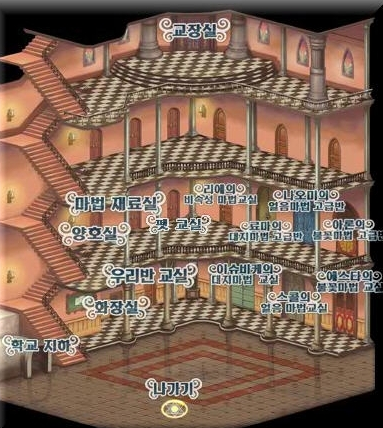 교장실
마법 재료실
리에의
비속성 마법교실
나오미의
얼음마법 고급반
양호실
펫 교실
묘마의
대지마법 고급반
아론의
불꽃마법 고급반
우리반 교실
이슈비케의
대지마법 교실
에스타의
불꽃마법 교실
화장실
스콜의
얼음 마법교실
학교 지하
나가기